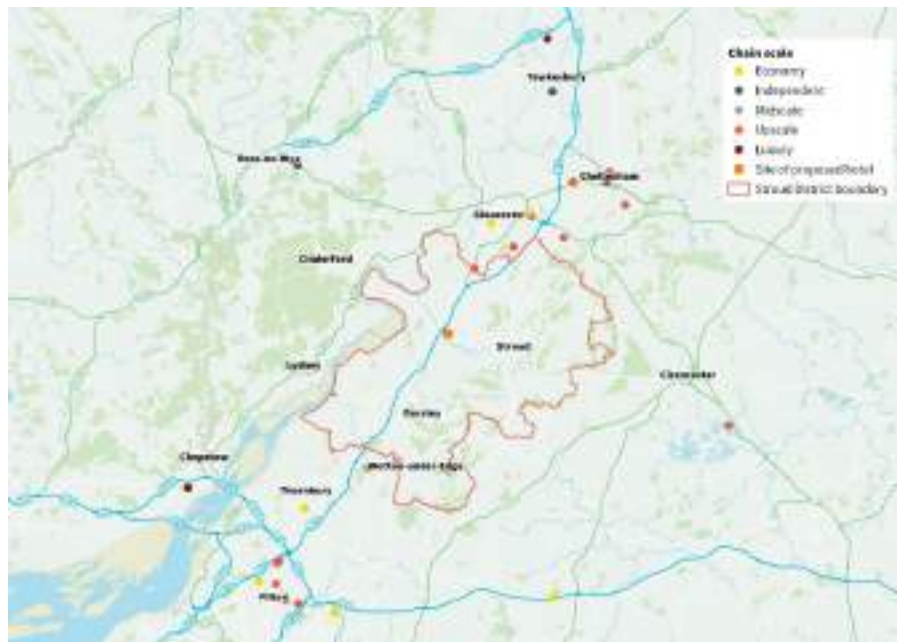 Chain scale
Economy
Independent
Midscale
Upscale
Luxury
Site of proposed hotel
Stroud District boundary
Tewkesbury
Ross-on-Wye
Cheltenham
Gloucester
Cinderford
Stroud
Lydney
Cirencester
Dursley
Wotton-under-Edge
Chepstow
Thornbury
Filton